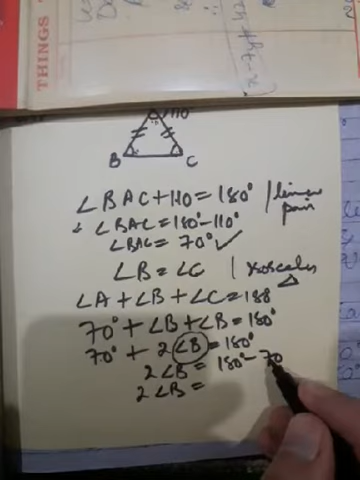 THINGS
110
B C
∠BAC + 110 = 180° / linear pair
∠BAC = 180° - 110°
∠BAC = 70° ✓
∠B = ∠C | Isosceles △
∠A + ∠B + ∠C = 188
70° + ∠B + ∠B = 180°
70° + 2∠B = 180°
2∠B = 180° - 70
2∠B =